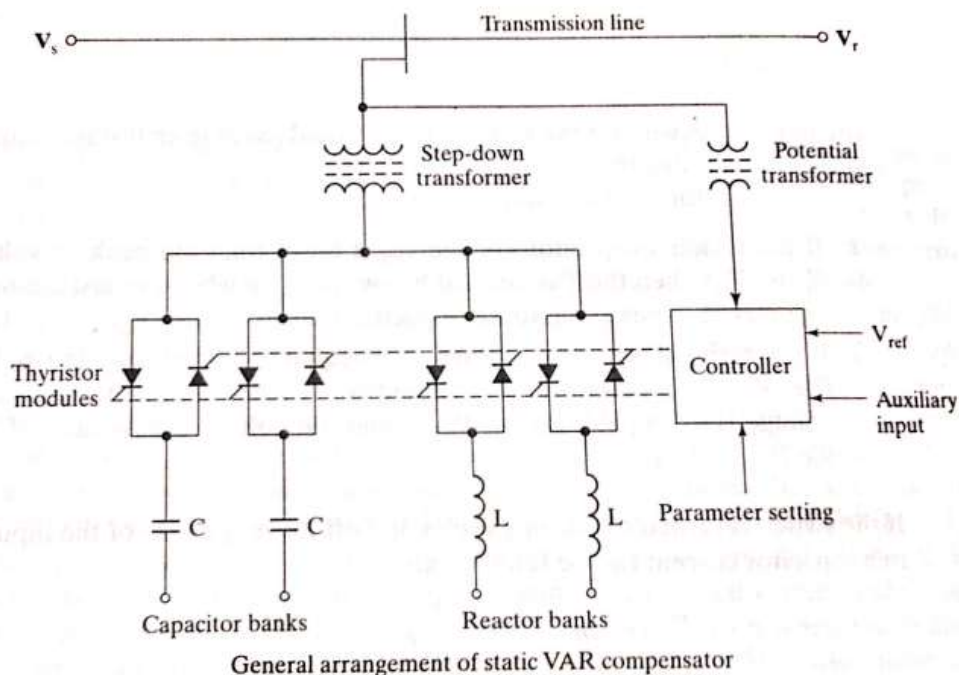 Transmission line
Vs
Vr
Step-down
transformer
Potential
transformer
Thyristor
modules
Controller
Vref
Auxiliary
input
C
C
L
L
Parameter setting
Capacitor banks
Reactor banks
General arrangement of static VAR compensator